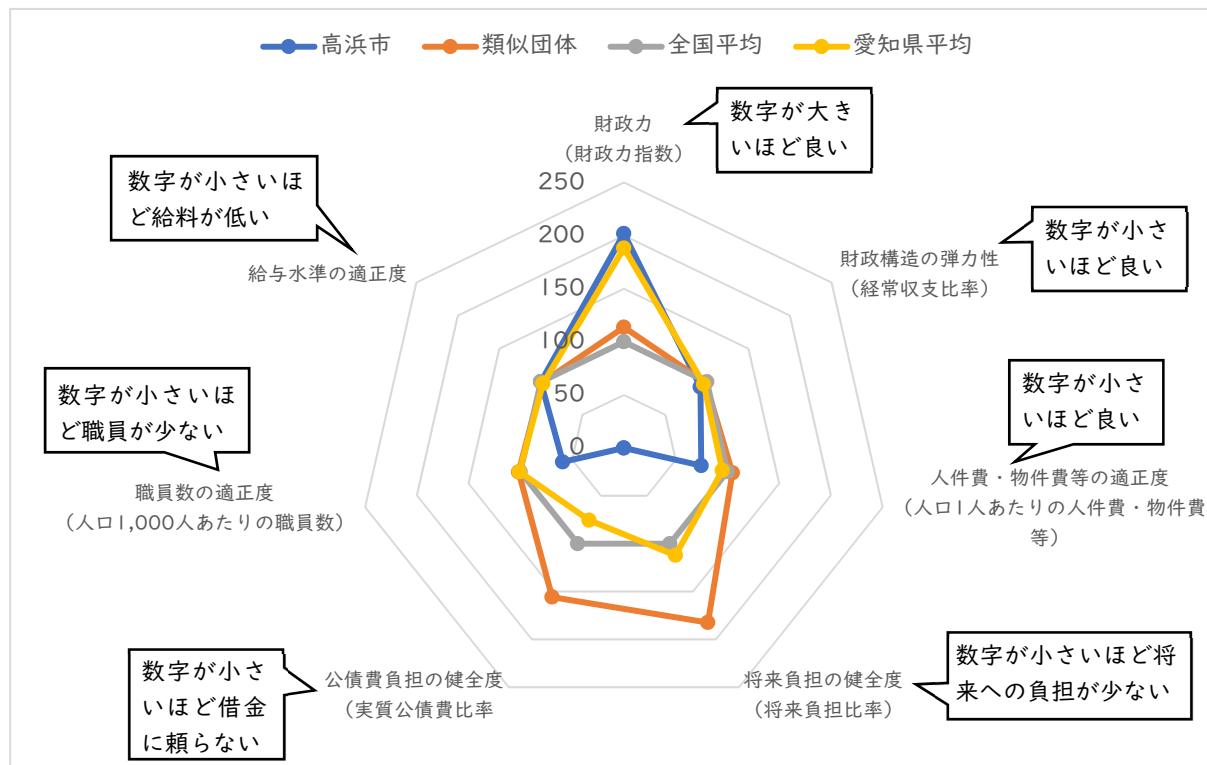 高浜市 類似団体 全国平均 愛知県平均
財政力
（財政力指数）
数字が大き
いほど良い
数字が小さいほ
ど給料が低い
給与水準の適正度
財政構造の弾力性
（経常収支比率）
数字が小さ
いほど良い
250
200
150
100
50
0
数字が小さいほ
ど職員が少ない
職員数の適正度
（人口1,000人あたりの職員数）
数字が小さ
いほど良い
人件費・物件費等の適正度
（人口1人あたりの人件費・物件費
等）
数字が小さ
いほど借金
に頼らない
公債費負担の健全度
（実質公債費比率
将来負担の健全度
（将来負担比率）
数字が小さいほど将
来への負担が少ない